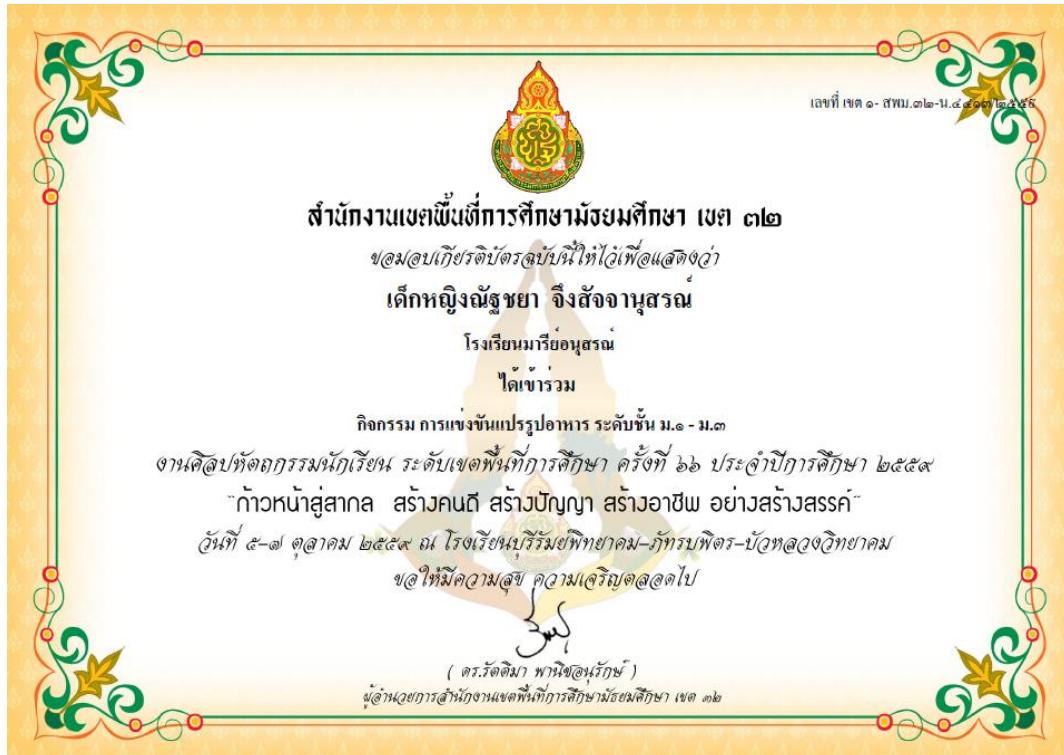 เลขที่ เขต ๑- สพม.๓๒-น.๔๔๑๓/๒๕๕๙
สำนักงานเขตพื้นที่การศึกษามัธยมศึกษา เขต ๓๒
ขอมอบเกียรติบัตรฉบับนี้ให้ไว้เพื่อแสดงว่า
เด็กหญิงณัฐชยา จึงสัจจานุสรณ์
โรงเรียนมารีย์อนุสรณ์
ได้เข้าร่วม
กิจกรรม การแข่งขันแปรรูปอาหาร ระดับชั้น ม.๑ - ม.๓
งานศิลปหัตถกรรมนักเรียน ระดับเขตพื้นที่การศึกษา ครั้งที่ ๖๖ ประจำปีการศึกษา ๒๕๕๙
"ก้าวหน้าสู่สากล สร้างคนดี สร้างปัญญา สร้างอาชีพ อย่างสร้างสรรค์"
วันที่ ๕-๗ ตุลาคม ๒๕๕๙ ณ โรงเรียนบุรีรัมย์พิทยาคม-ภัทรบพิตร-บัวหลวงวิทยาคม
ขอให้มีความสุข ความเจริญตลอดไป
( ดร.รัตติมา พานิชอนุรักษ์ )
ผู้อำนวยการสำนักงานเขตพื้นที่การศึกษามัธยมศึกษา เขต ๓๒